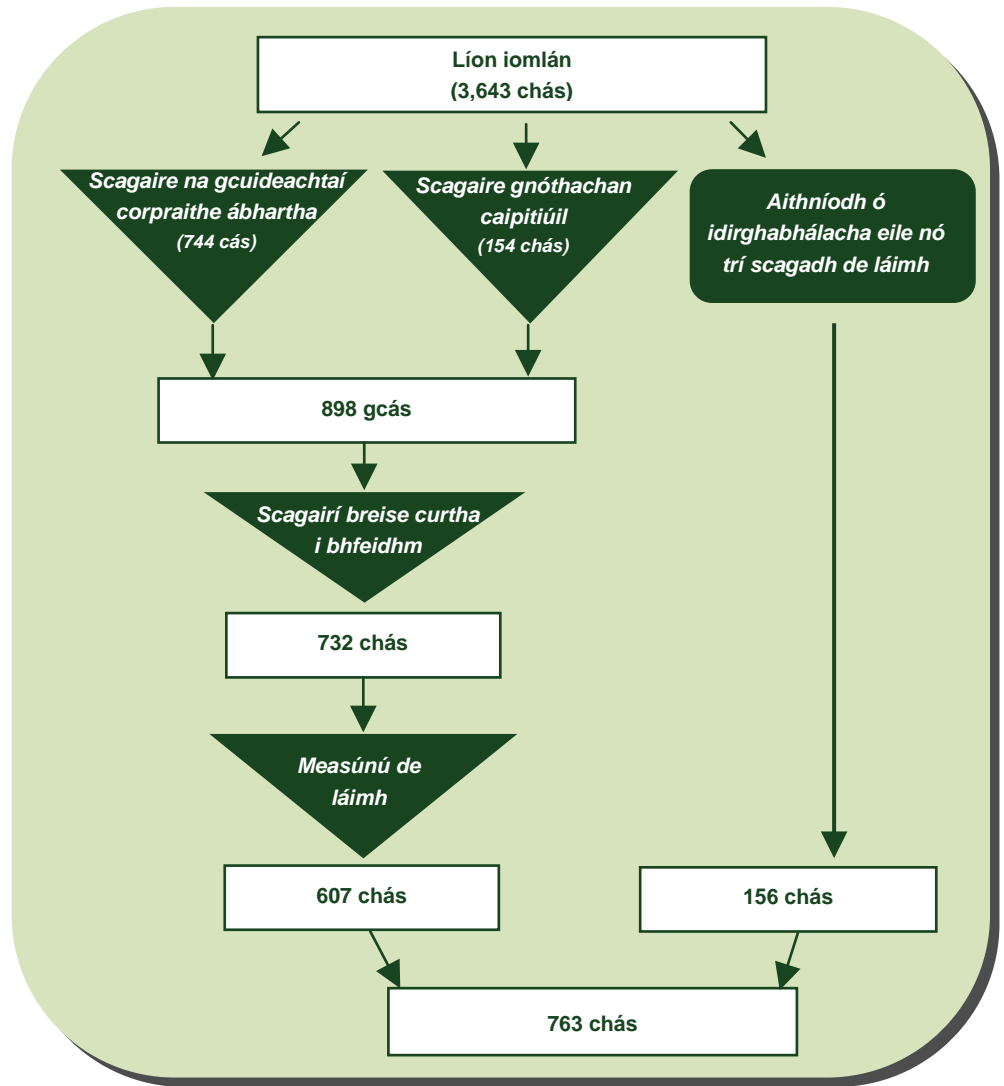 Líon iomlán
(3,643 chás)
Scagaire na gcuideachtaí
corpraithe ábhartha
(744 cás)
Scagaire gnóthachan
caipitiúil
(154 chás)
Aithníodh ó
idirghabhálacha eile nó
trí scagadh de láimh
898 gcás
Scagairí breise curtha
i bhfeidhm
732 chás
Measúnú de
láimh
607 chás
156 chás
763 chás